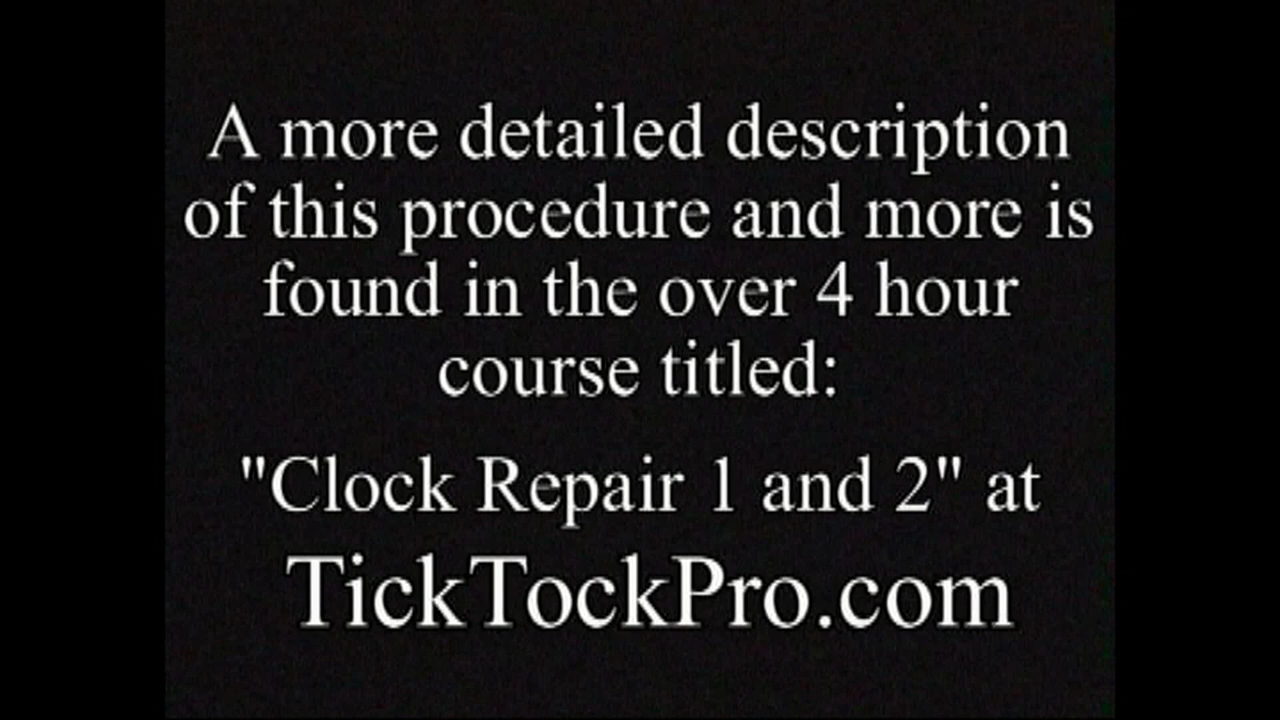 A more detailed description
of this procedure and more is
found in the over 4 hour
course titled:
"Clock Repair 1 and 2" at
TickTockPro.com